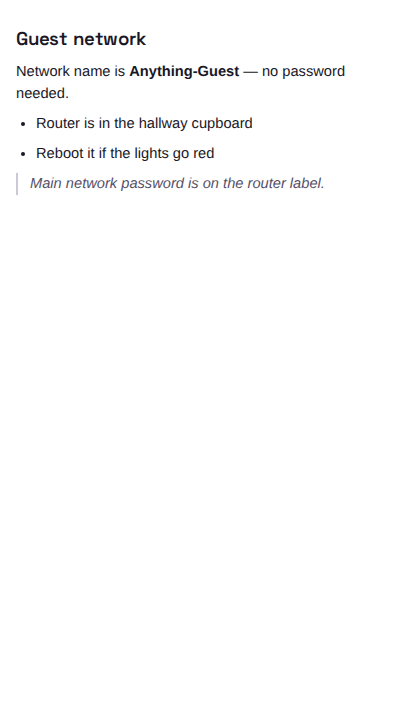 Guest network
Network name is Anything-Guest — no password
needed.
• Router is in the hallway cupboard
• Reboot it if the lights go red
Main network password is on the router label.